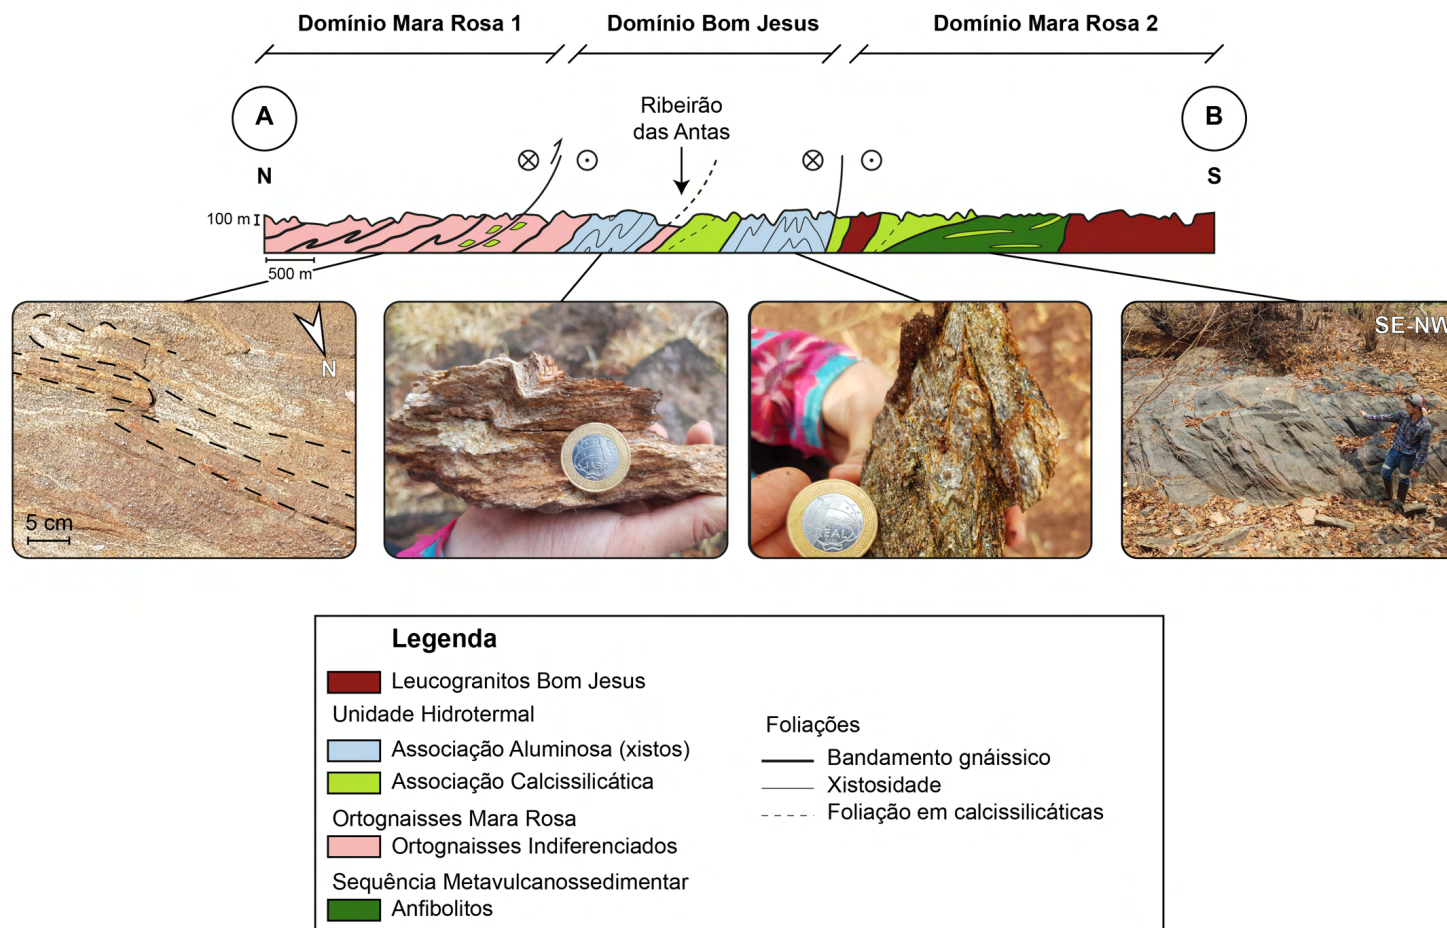 Domínio Mara Rosa 1
Domínio Bom Jesus
Domínio Mara Rosa 2
A
B
Ribeirão
das Antas
N
S
100 m
500 m
N
5 cm
REAL
SE-NW
Legenda
Leucogranitos Bom Jesus
Unidade Hidrotermal
Associação Aluminosa (xistos)
Associação Calcissilicática
Ortognaisses Mara Rosa
Ortognaisses Indiferenciados
Sequência Metavulcanossedimentar
Anfibolitos
Foliações
Bandamento gnáissico
Xistosidade
Foliação em calcissilicáticas